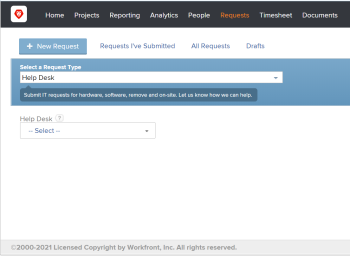 Home Projects Reporting Analytics People Requests Timesheet Documents
+ New Request Requests I've Submitted All Requests Drafts
Select a Request Type
Help Desk
Submit IT requests for hardware, software, remove and on-site. Let us know how we can help.
Help Desk ?
-- Select --
©2000-2021 Licensed Copyright by Workfront, Inc. All rights reserved.